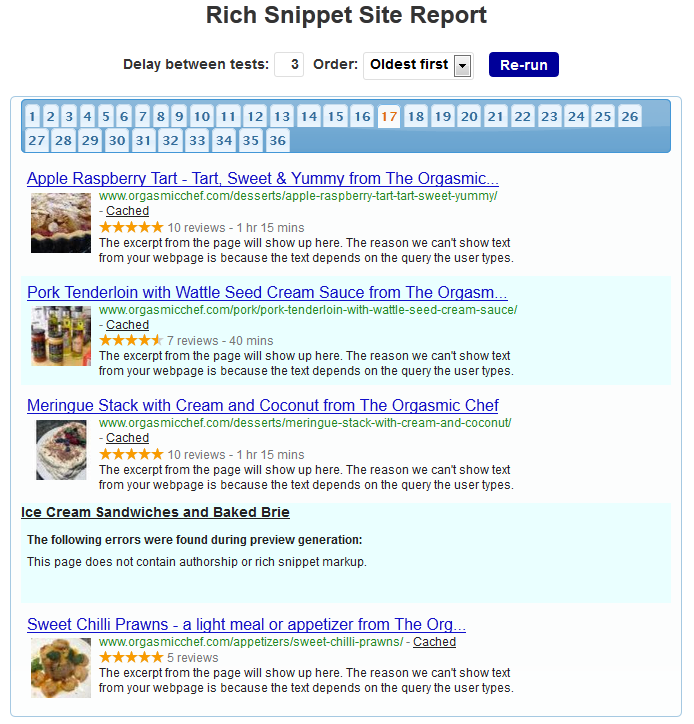 Rich Snippet Site Report
Delay between tests: 3 Order: Oldest first Re-run
1 2 3 4 5 6 7 8 9 10 11 12 13 14 15 16 17 18 19 20 21 22 23 24 25 26
27 28 29 30 31 32 33 34 35 36
Apple Raspberry Tart - Tart, Sweet & Yummy from The Orgasmic...
www.orgasmicchef.com/desserts/apple-raspberry-tart-tart-sweet-yummy/
- Cached
10 reviews - 1 hr 15 mins
The excerpt from the page will show up here. The reason we can't show text
from your webpage is because the text depends on the query the user types.
Pork Tenderloin with Wattle Seed Cream Sauce from The Orgasm...
www.orgasmicchef.com/pork/pork-tenderloin-with-wattle-seed-cream-sauce/
- Cached
7 reviews - 40 mins
The excerpt from the page will show up here. The reason we can't show text
from your webpage is because the text depends on the query the user types.
Meringue Stack with Cream and Coconut from The Orgasmic Chef
www.orgasmicchef.com/desserts/meringue-stack-with-cream-and-coconut/
- Cached
10 reviews - 1 hr 15 mins
The excerpt from the page will show up here. The reason we can't show text
from your webpage is because the text depends on the query the user types.
Ice Cream Sandwiches and Baked Brie
The following errors were found during preview generation:
This page does not contain authorship or rich snippet markup.
Sweet Chilli Prawns - a light meal or appetizer from The Org...
www.orgasmicchef.com/appetizers/sweet-chilli-prawns/ - Cached
5 reviews
The excerpt from the page will show up here. The reason we can't show text
from your webpage is because the text depends on the query the user types.